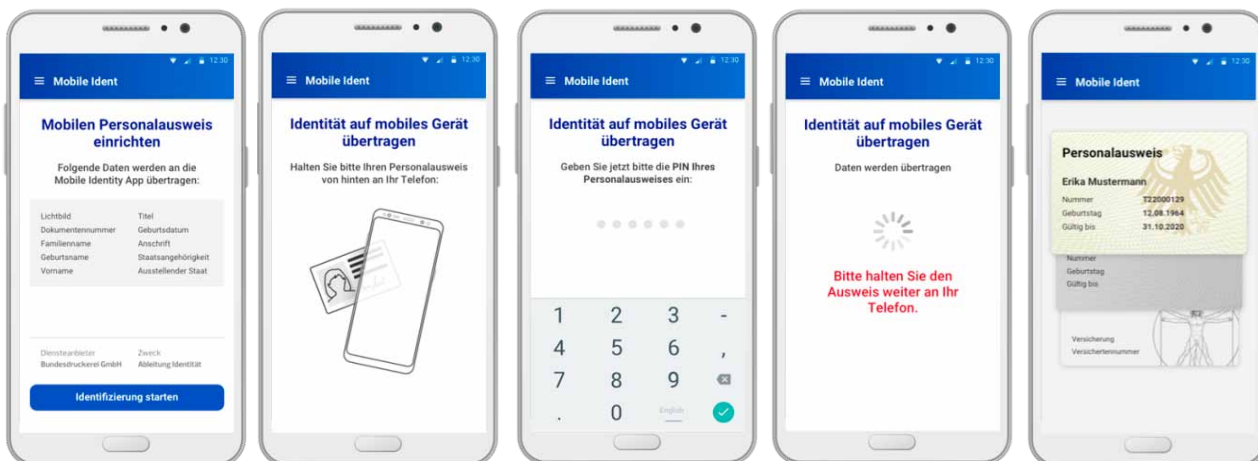 12:30
Mobile Ident
Mobilen Personalausweis
einrichten
Folgende Daten werden an die
Mobile Identity App übertragen:
Lichtbild Titel
Dokumentennummer Geburtsdatum
Familienname Anschrift
Geburtsname Staatsangehörigkeit
Vorname Ausstellender Staat
Diensteanbieter Zweck
Bundesdruckerei GmbH Ableitung Identität
Identifizierung starten
12:30
Mobile Ident
Identität auf mobiles Gerät
übertragen
Halten Sie bitte Ihren Personalausweis
von hinten an Ihr Telefon:
12:30
Mobile Ident
Identität auf mobiles Gerät
übertragen
Geben Sie jetzt bitte die PIN Ihres
Personalausweises ein:
1 2 3 -
4 5 6 ,
7 8 9
. 0 English
12:30
Mobile Ident
Identität auf mobiles Gerät
übertragen
Daten werden übertragen
Bitte halten Sie den
Ausweis weiter an Ihr
Telefon.
12:30
Mobile Ident
Personalausweis
Erika Mustermann
Nummer T22000129
Geburtstag 12.08.1964
Gültig bis 31.10.2020
Nummer
Geburtstag
Gültig bis
Versicherung
Versichertennummer